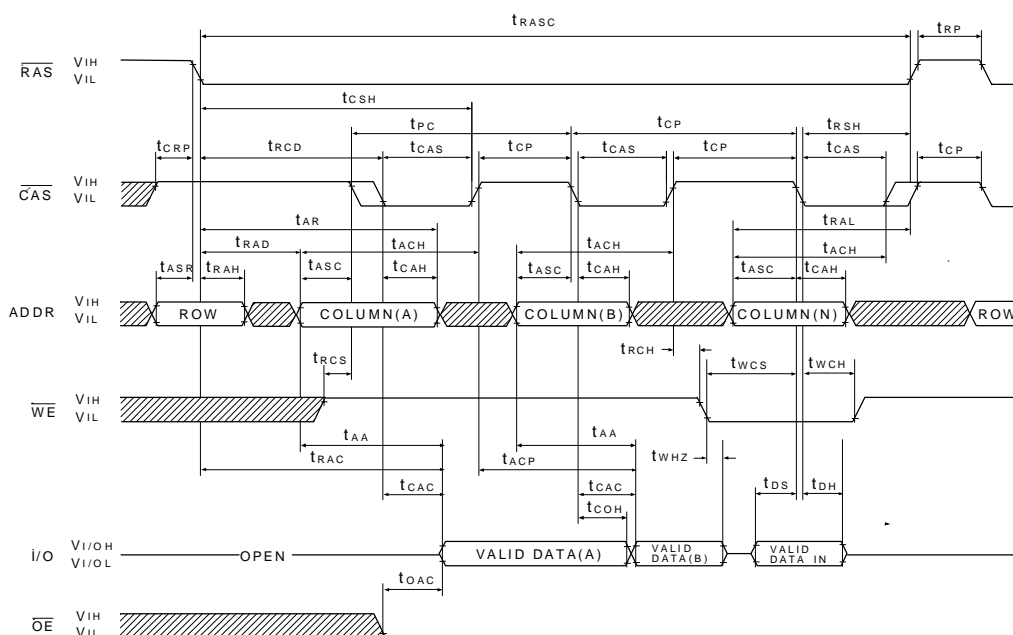 tRASC
tRP
RAS VIH
VIL
tCSH
tPC tCP tRSH
tCRP tRCD tCAS tCP tCAS tCP tCAS tCP
CAS VIH
VIL
tAR tRAL
tRAD tACH tACH tACH
tASR tRAH tASC tCAH tASC tCAH tASC tCAH
ADDR VIH
VIL
ROW COLUMN(A) COLUMN(B) COLUMN(N) ROW
tRCS tRCH tWCS tWCH
WE VIH
VIL
tAA tAA
tRAC tACP tWHZ
tCAC tCAC tDS tDH
tCOH
I/O VI/OH
VI/OL
OPEN VALID DATA(A) VALID DATA(B) VALID DATA IN
tOAC
OE VIH
VIL